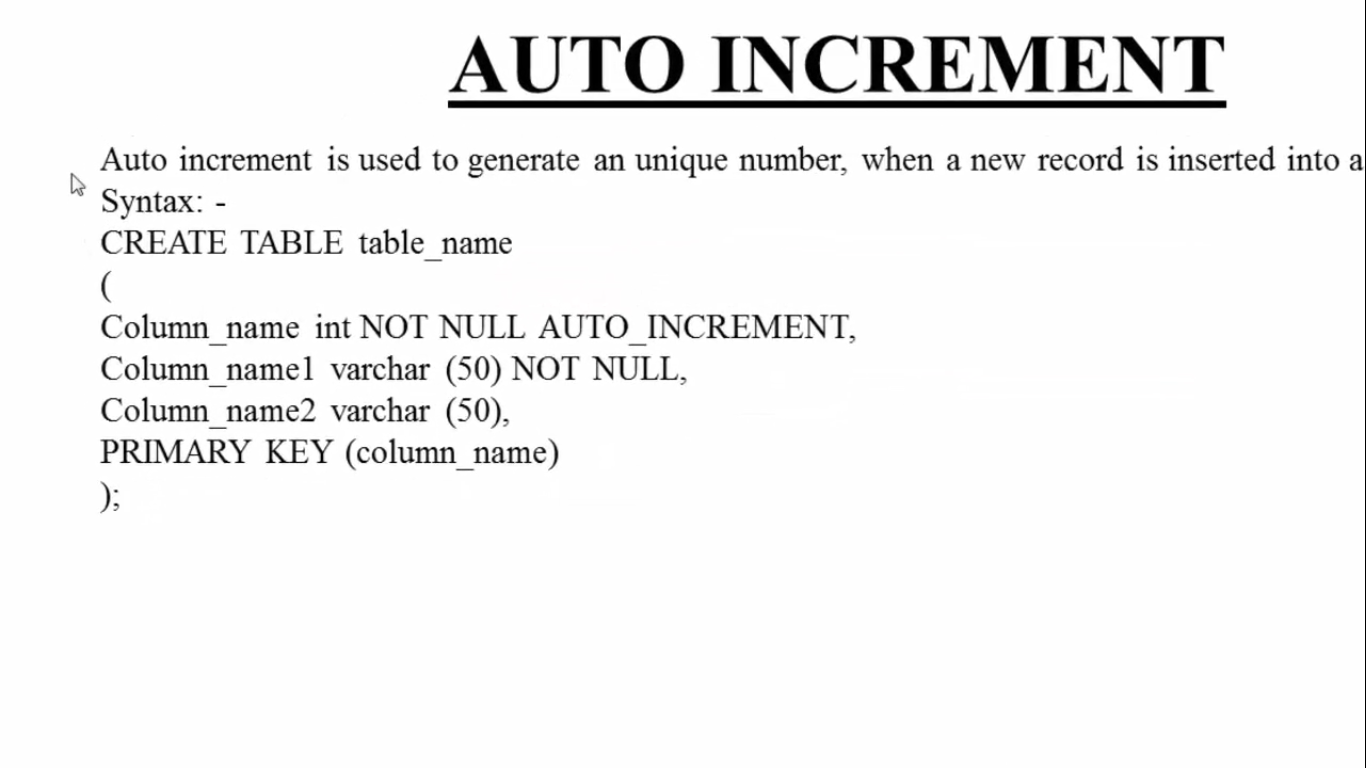 AUTO INCREMENT
Auto increment is used to generate an unique number, when a new record is inserted into a
Syntax: -
CREATE TABLE table_name
(
Column_name int NOT NULL AUTO_INCREMENT,
Column_name1 varchar (50) NOT NULL,
Column_name2 varchar (50),
PRIMARY KEY (column_name)
);